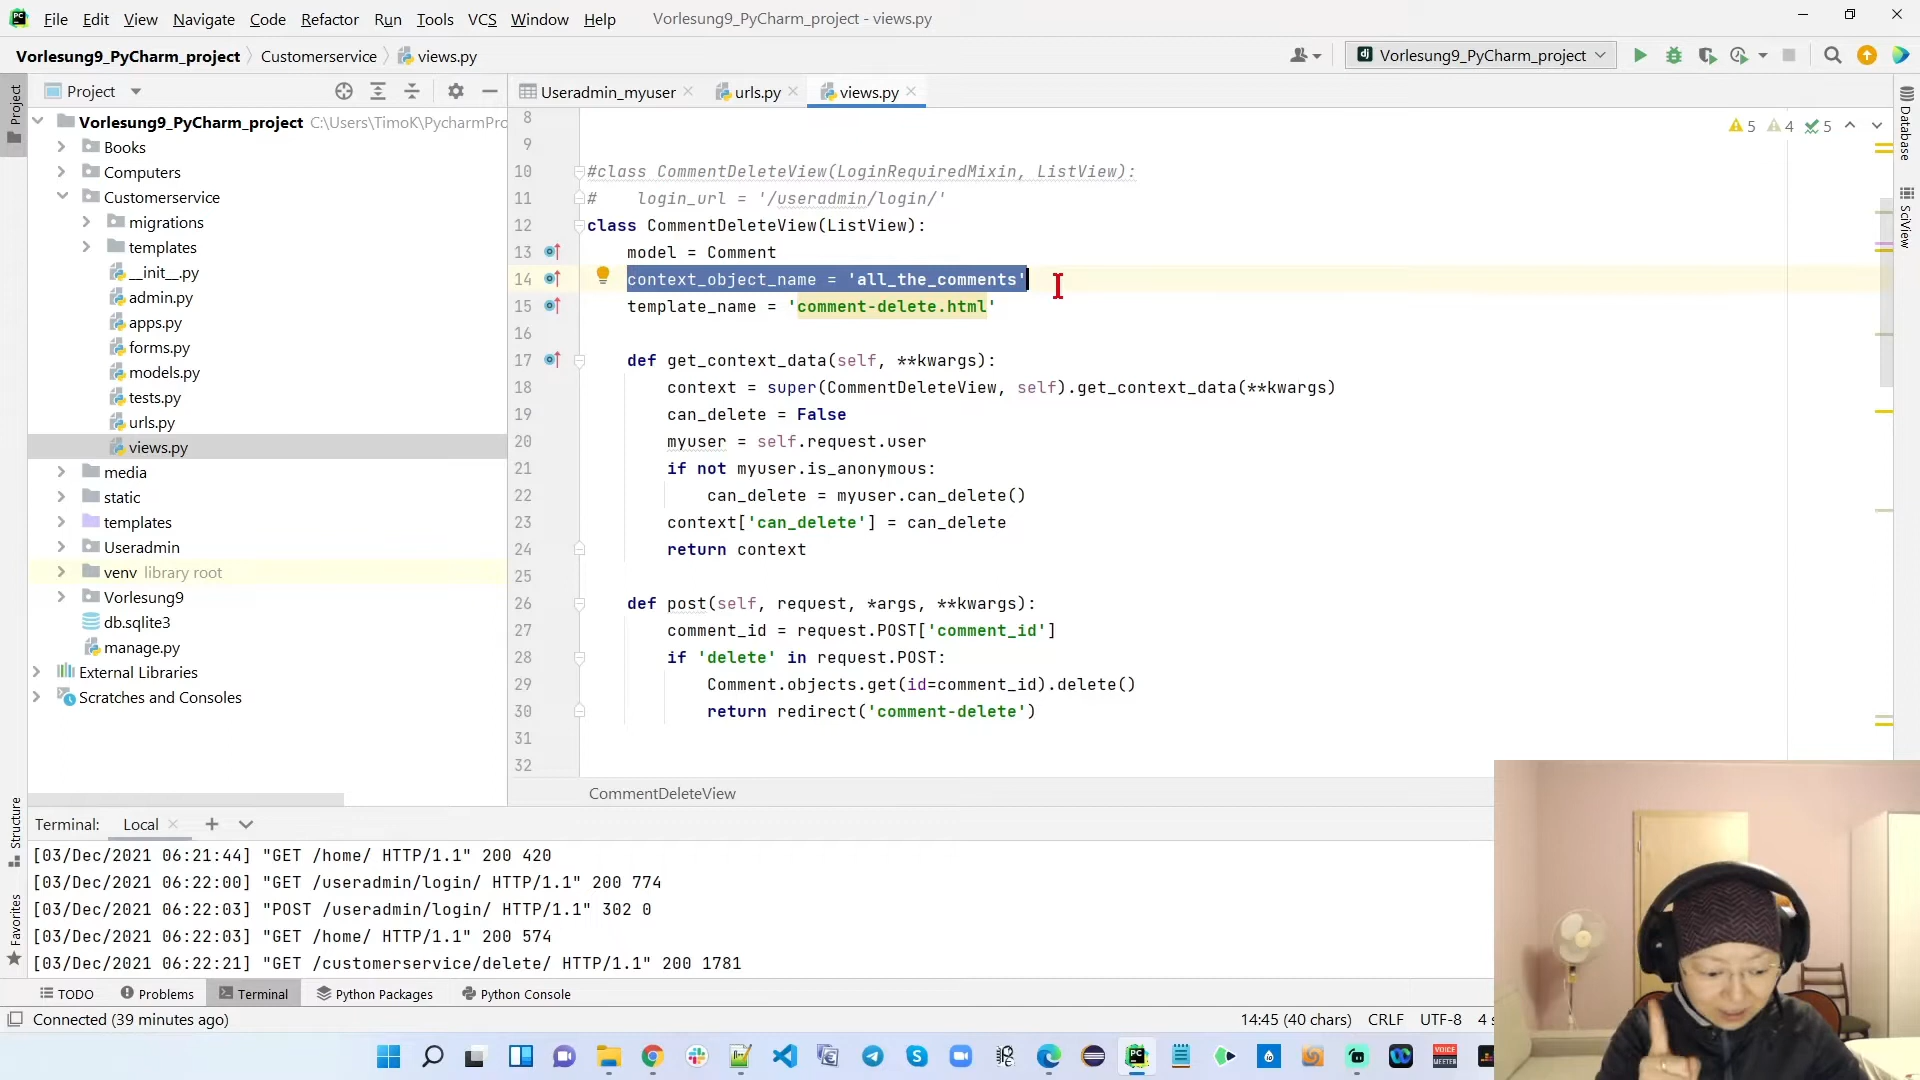 File Edit View Navigate Code Refactor Run Tools VCS Window Help Vorlesung9_PyCharm_project - views.py
Vorlesung9_PyCharm_project Customerservice views.py
Vorlesung9_PyCharm_project
Project
Useradmin_myuser urls.py views.py
Project
Vorlesung9_PyCharm_project C:\Users\TimoK\PycharmPro
Books
Computers
Customerservice
migrations
templates
__init__.py
admin.py
apps.py
forms.py
models.py
tests.py
urls.py
views.py
media
static
templates
Useradmin
venv library root
Vorlesung9
db.sqlite3
manage.py
External Libraries
Scratches and Consoles
5 4 5
8
9
10 #class CommentDeleteView(LoginRequiredMixin, ListView):
11 #    login_url = '/useradmin/login/'
12 class CommentDeleteView(ListView):
13     model = Comment
14     context_object_name = 'all_the_comments'
15     template_name = 'comment-delete.html'
16
17     def get_context_data(self, **kwargs):
18         context = super(CommentDeleteView, self).get_context_data(**kwargs)
19         can_delete = False
20         myuser = self.request.user
21         if not myuser.is_anonymous:
22             can_delete = myuser.can_delete()
23         context['can_delete'] = can_delete
24         return context
25
26     def post(self, request, *args, **kwargs):
27         comment_id = request.POST['comment_id']
28         if 'delete' in request.POST:
29             Comment.objects.get(id=comment_id).delete()
30             return redirect('comment-delete')
31
32
CommentDeleteView
Database
SciView
Structure
Favorites
Terminal: Local
[03/Dec/2021 06:21:44] "GET /home/ HTTP/1.1" 200 420
[03/Dec/2021 06:22:00] "GET /useradmin/login/ HTTP/1.1" 200 774
[03/Dec/2021 06:22:03] "POST /useradmin/login/ HTTP/1.1" 302 0
[03/Dec/2021 06:22:03] "GET /home/ HTTP/1.1" 200 574
[03/Dec/2021 06:22:21] "GET /customerservice/delete/ HTTP/1.1" 200 1781
TODO Problems Terminal Python Packages Python Console
Connected (39 minutes ago) 14:45 (40 chars) CRLF UTF-8 4 s